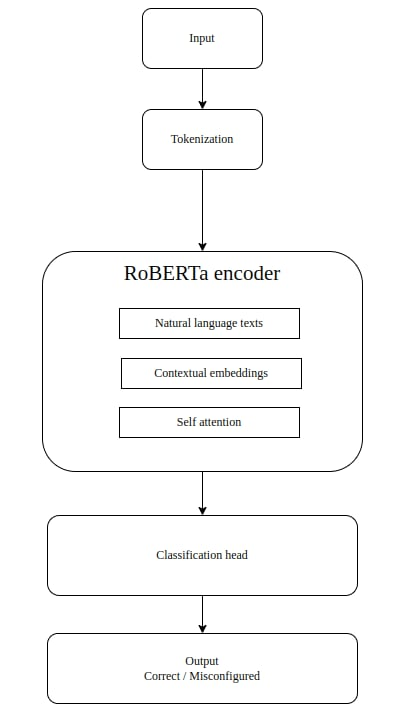 Input
Tokenization
RoBERTa encoder
Natural language texts
Contextual embeddings
Self attention
Classification head
Output
Correct / Misconfigured